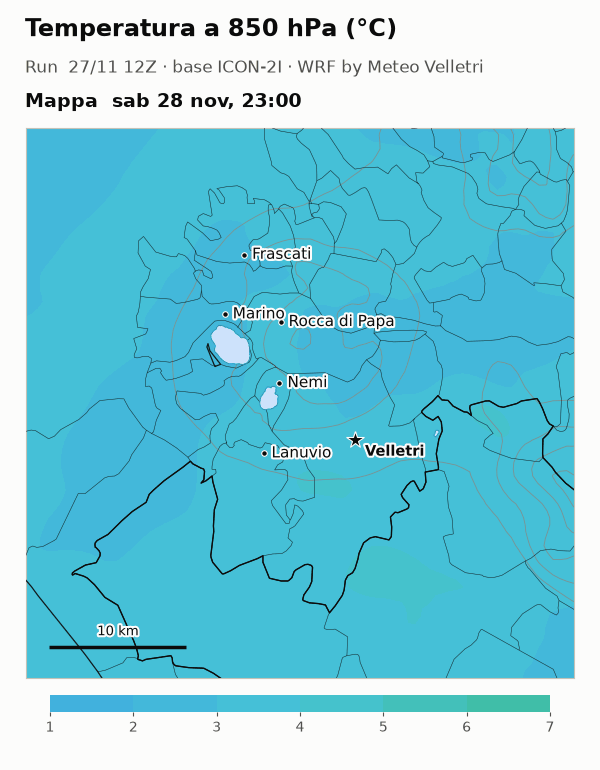 Temperatura a 850 hPa (°C)
Run  27/11 12Z · base ICON-2I · WRF by Meteo Velletri
Mappa  sab 28 nov, 23:00
Frascati
Marino
Rocca di Papa
Nemi
Velletri
Lanuvio
10 km
1 2 3 4 5 6 7